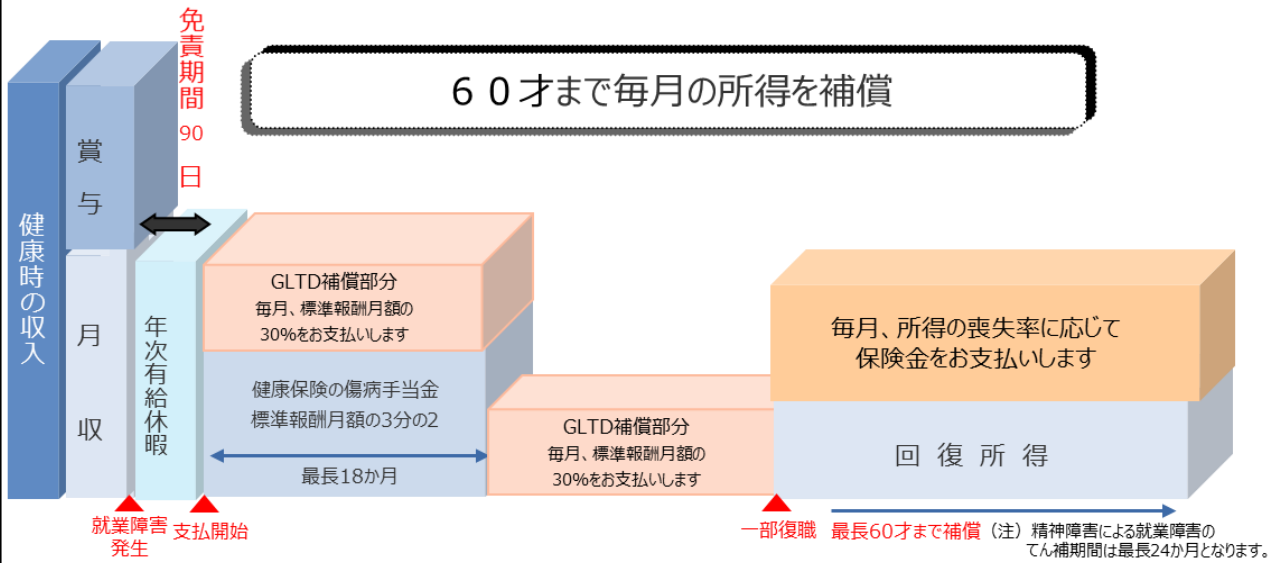 免責期間90日
60才まで毎月の所得を補償
健康時の収入
賞与
月収
年次有給休暇
GLTD補償部分
毎月、標準報酬月額の
30%をお支払いします
健康保険の傷病手当金
標準報酬月額の3分の2
最長18か月
GLTD補償部分
毎月、標準報酬月額の
30%をお支払いします
毎月、所得の喪失率に応じて
保険金をお支払いします
回復所得
就業障害
発生
支払開始
一部復職
最長60才まで補償
(注)精神障害による就業障害の
てん補期間は最長24か月となります。